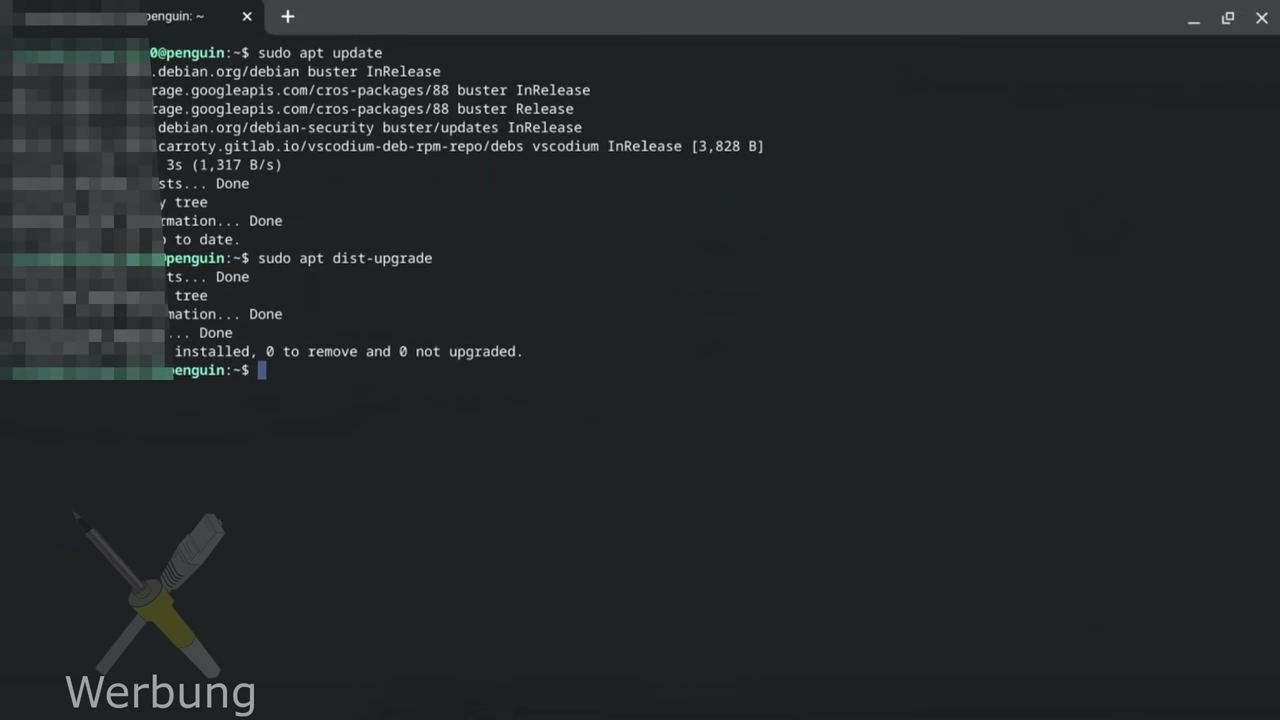 penguin: ~
0@penguin:~$ sudo apt update
.debian.org/debian buster InRelease
rage.googleapis.com/cros-packages/88 buster InRelease
rage.googleapis.com/cros-packages/88 buster Release
.debian.org/debian-security buster/updates InRelease
carroty.gitlab.io/vscodium-deb-rpm-repo/debs vscodium InRelease [3,828 B]
3s (1,317 B/s)
sts... Done
y tree
rmation... Done
to date.
@penguin:~$ sudo apt dist-upgrade
ts... Done
tree
mation... Done
... Done
installed, 0 to remove and 0 not upgraded.
penguin:~$
Werbung